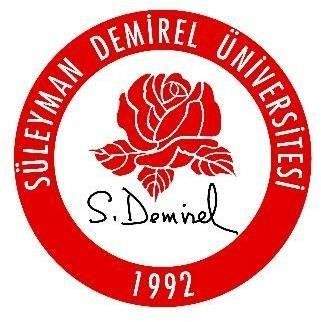 SÜLEYMAN DEMİREL ÜNİVERSİTESİ
S. Demirel
1992